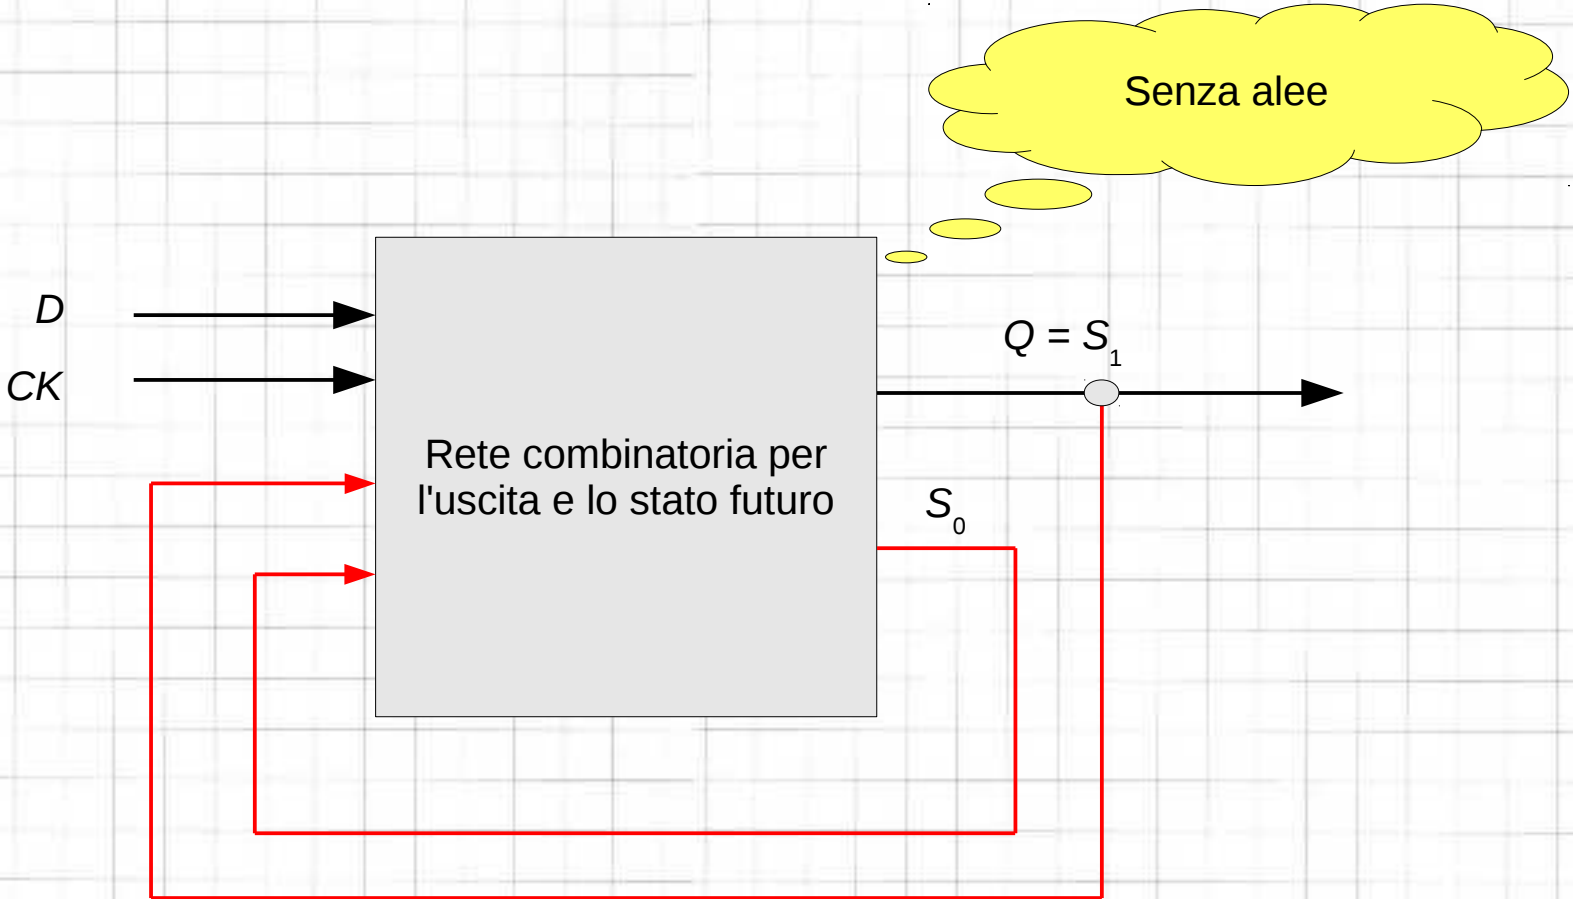 Senza alee
D
CK
Q = S1
Rete combinatoria per
l'uscita e lo stato futuro
S0